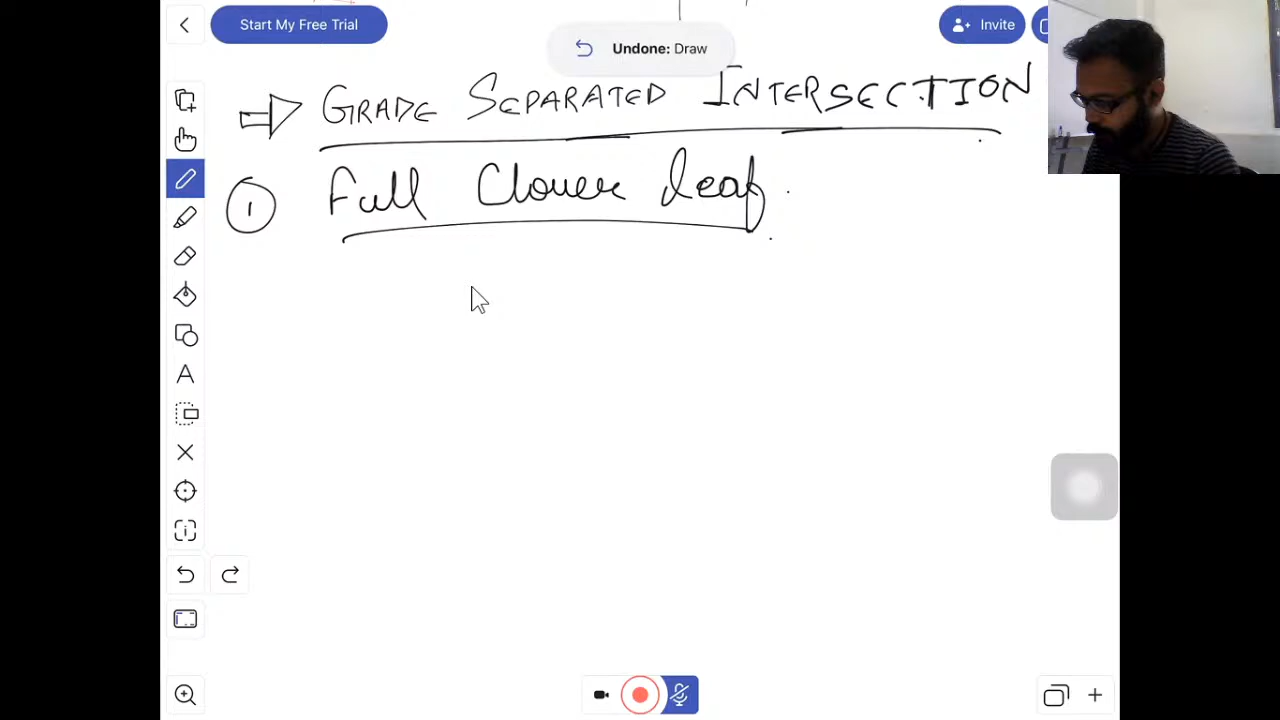 Start My Free Trial
Undone: Draw
Invite
GRADE SEPARATED INTERSECTION
1 Full Clover leaf
A